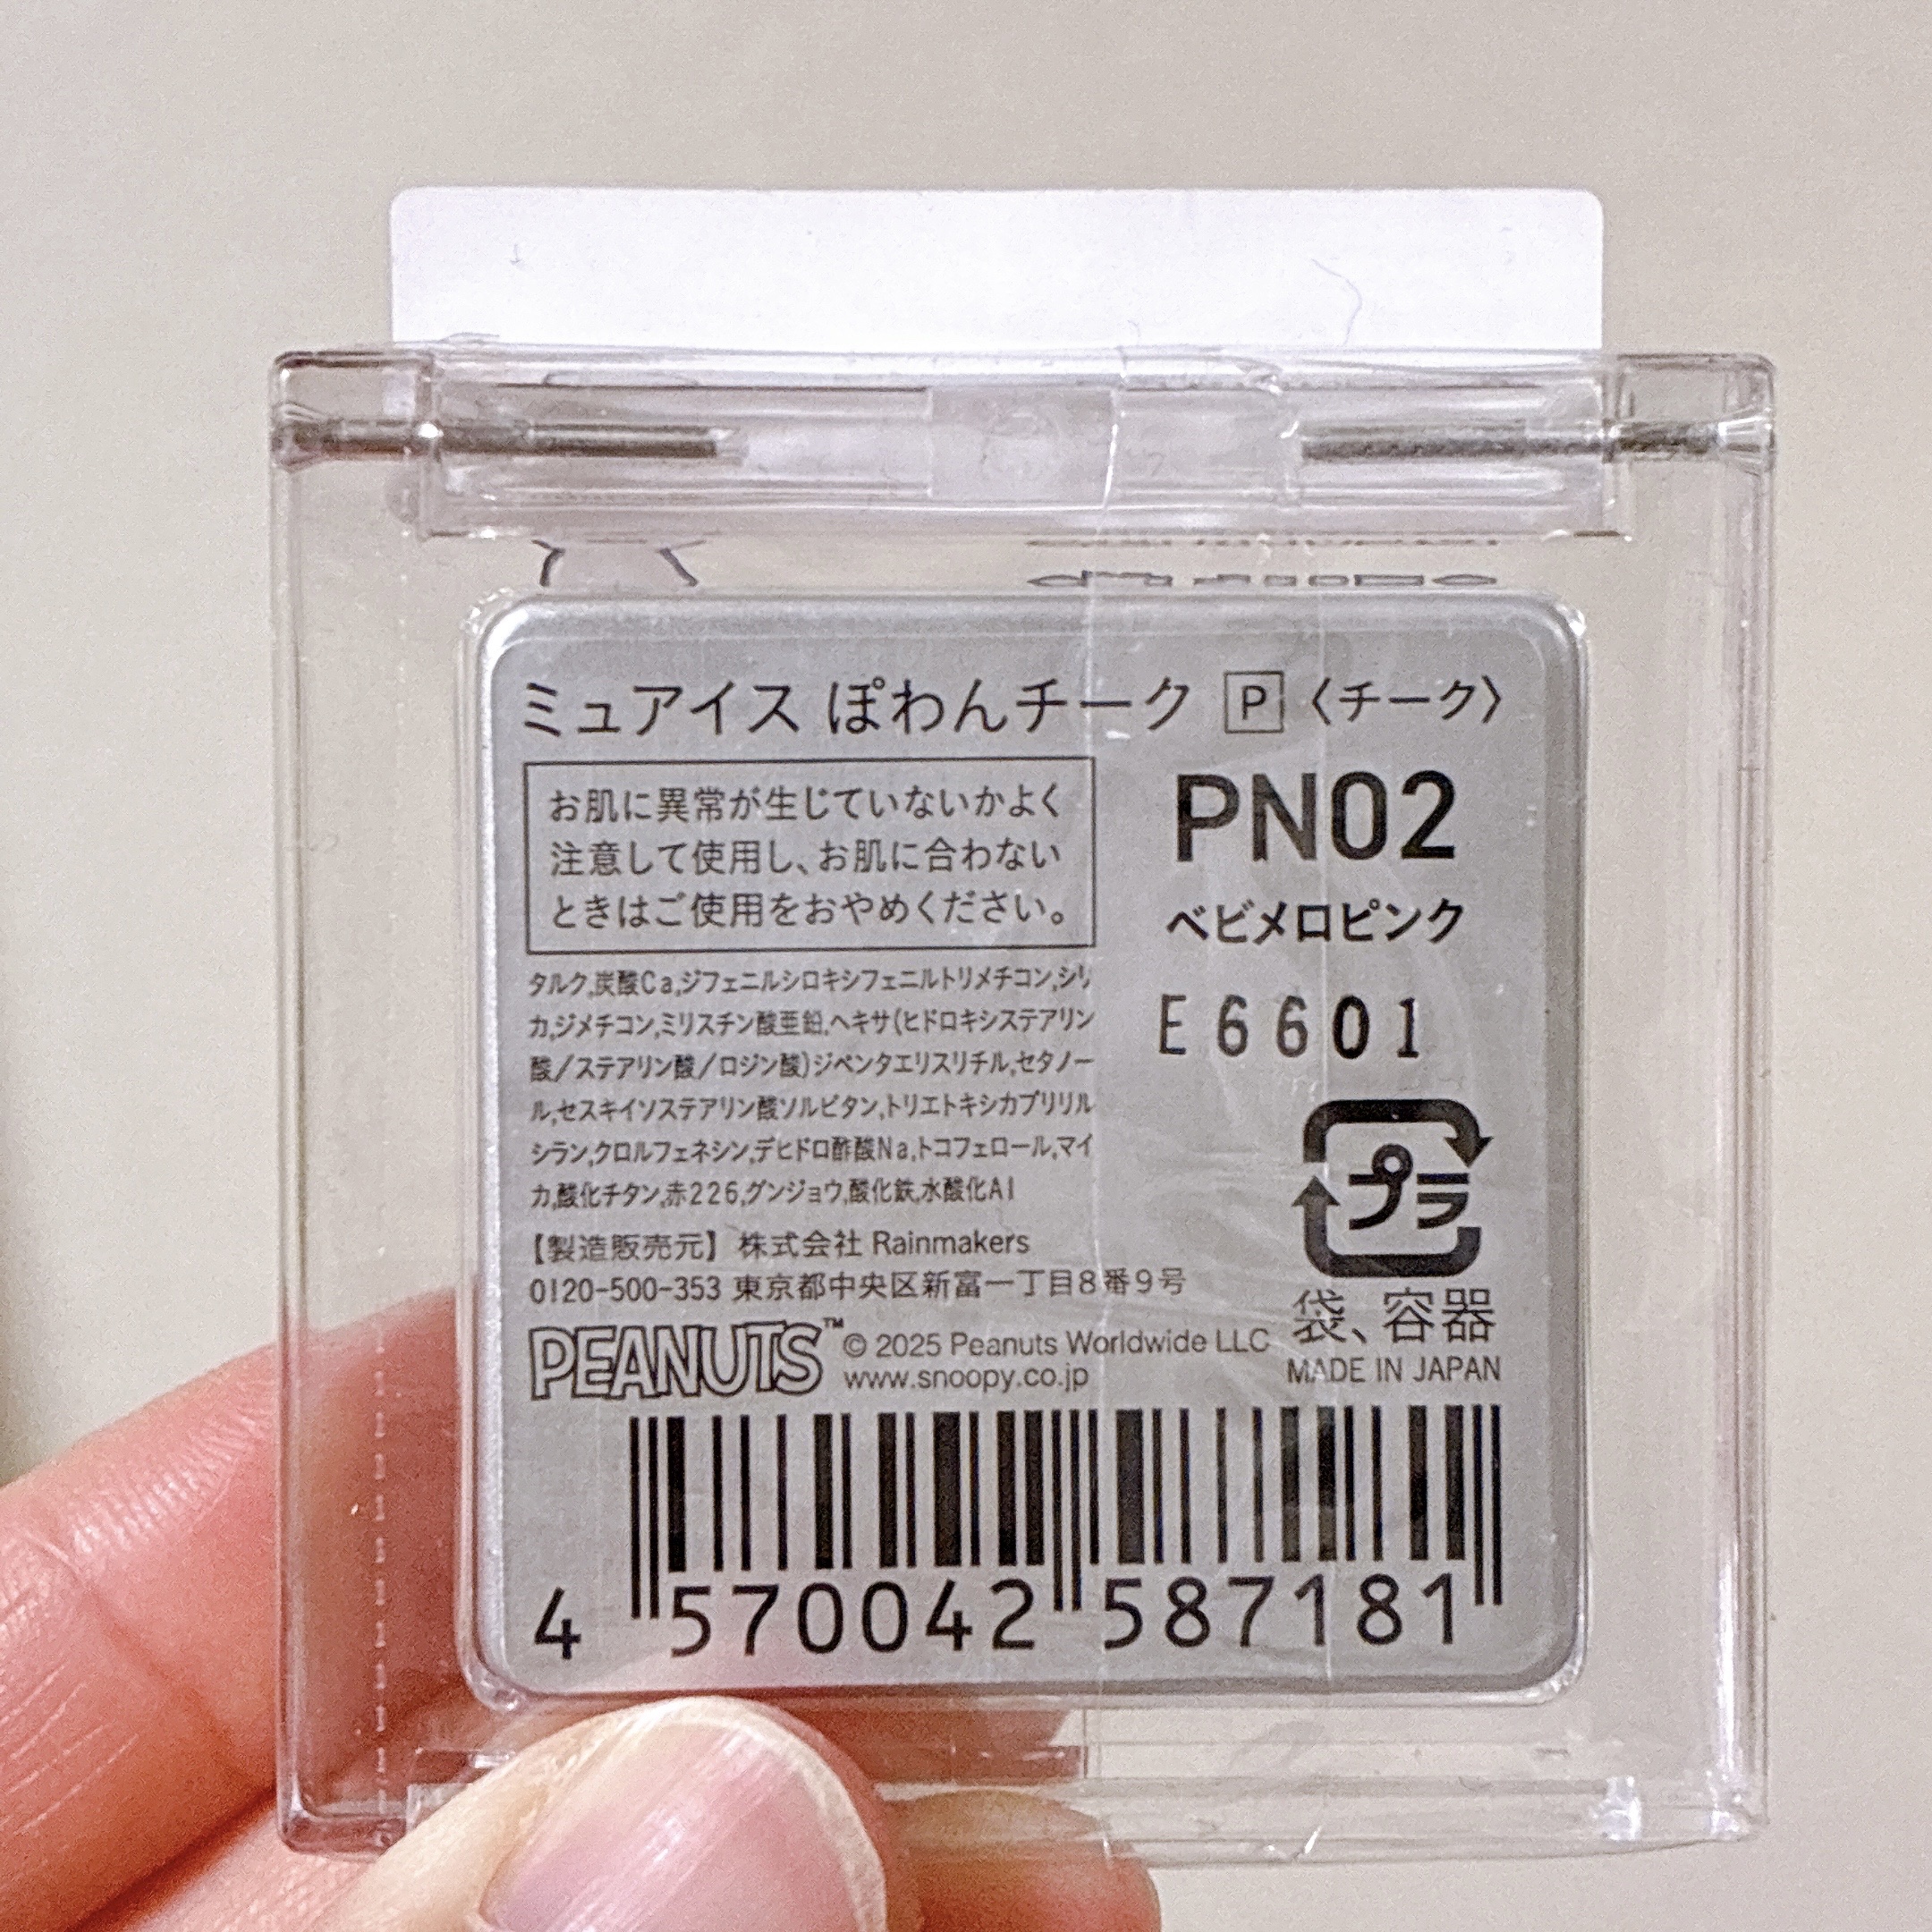 ミュアイス ぽわんチーク P 〈チーク〉
お肌に異常が生じていないかよく
注意して使用し、お肌に合わない
ときはご使用をおやめください。
PN02
ベビメロピンク
E6601
タルク,炭酸Ca,ジフェニルシロキシフェニルトリメチコン,シリ
カ,ジメチコン,ミリスチン酸亜鉛,ヘキサ(ヒドロキシステアリン
酸/ステアリン酸/ロジン酸)ジペンタエリスリチル,セタノー
ル,セスキイソステアリン酸ソルビタン,トリエトキシカプリリル
シラン,クロルフェネシン,デヒドロ酢酸Na,トコフェロール,マイ
カ,酸化チタン,赤226,グンジョウ,酸化鉄,水酸化Al
プラ
袋、容器
MADE IN JAPAN
【製造販売元】 株式会社 Rainmakers
0120-500-353 東京都中央区新富一丁目8番9号
PEANUTS™ © 2025 Peanuts Worldwide LLC
www.snoopy.co.jp
4 570042 587181